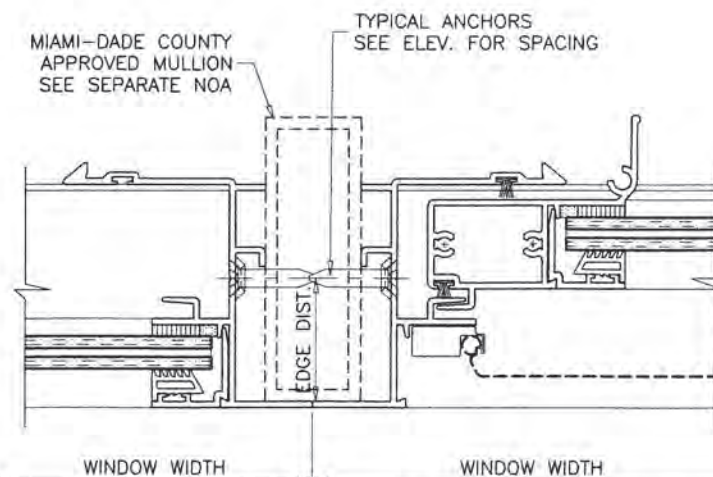 MIAMI-DADE COUNTY
APPROVED MULLION
SEE SEPARATE NOA
TYPICAL ANCHORS
SEE ELEV. FOR SPACING
EDGE DIST.
WINDOW WIDTH
WINDOW WIDTH